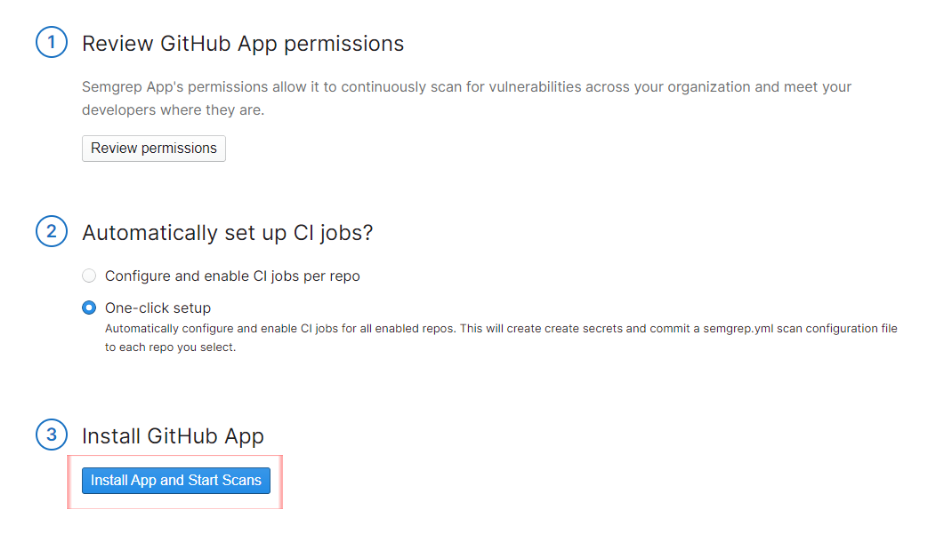 1 Review GitHub App permissions
Semgrep App's permissions allow it to continuously scan for vulnerabilities across your organization and meet your
developers where they are.
Review permissions
2 Automatically set up CI jobs?
Configure and enable CI jobs per repo
One-click setup
Automatically configure and enable CI jobs for all enabled repos. This will create create secrets and commit a semgrep.yml scan configuration file
to each repo you select.
3 Install GitHub App
Install App and Start Scans